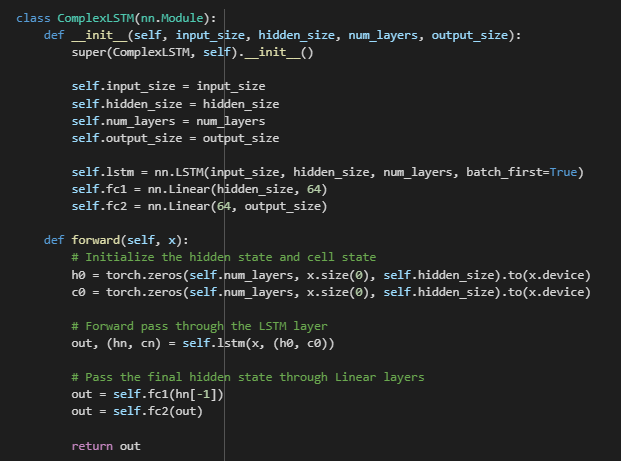 class ComplexLSTM(nn.Module):
    def __init__(self, input_size, hidden_size, num_layers, output_size):
        super(ComplexLSTM, self).__init__()

        self.input_size = input_size
        self.hidden_size = hidden_size
        self.num_layers = num_layers
        self.output_size = output_size

        self.lstm = nn.LSTM(input_size, hidden_size, num_layers, batch_first=True)
        self.fc1 = nn.Linear(hidden_size, 64)
        self.fc2 = nn.Linear(64, output_size)

    def forward(self, x):
        # Initialize the hidden state and cell state
        h0 = torch.zeros(self.num_layers, x.size(0), self.hidden_size).to(x.device)
        c0 = torch.zeros(self.num_layers, x.size(0), self.hidden_size).to(x.device)

        # Forward pass through the LSTM layer
        out, (hn, cn) = self.lstm(x, (h0, c0))

        # Pass the final hidden state through Linear layers
        out = self.fc1(hn[-1])
        out = self.fc2(out)

        return out